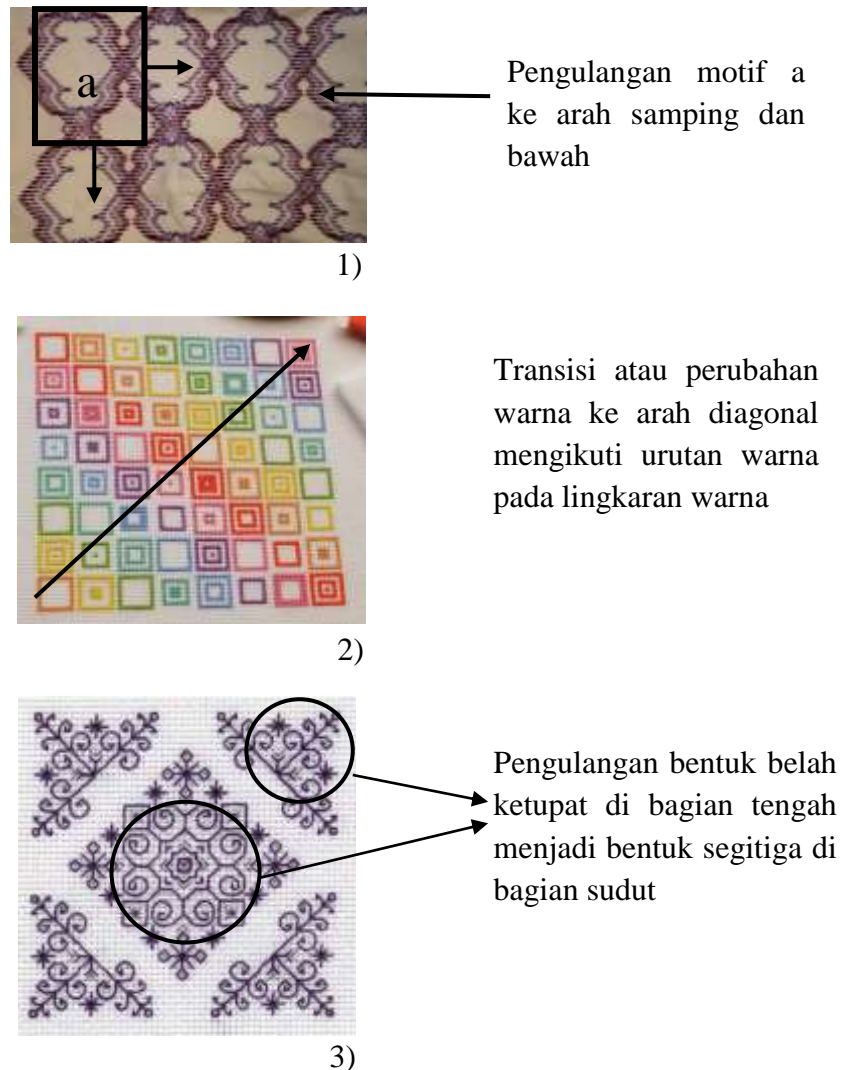 a
Pengulangan motif a
ke arah samping dan
bawah
1)
Transisi atau perubahan
warna ke arah diagonal
mengikuti urutan warna
pada lingkaran warna
2)
Pengulangan bentuk belah
ketupat di bagian tengah
menjadi bentuk segitiga di
bagian sudut
3)